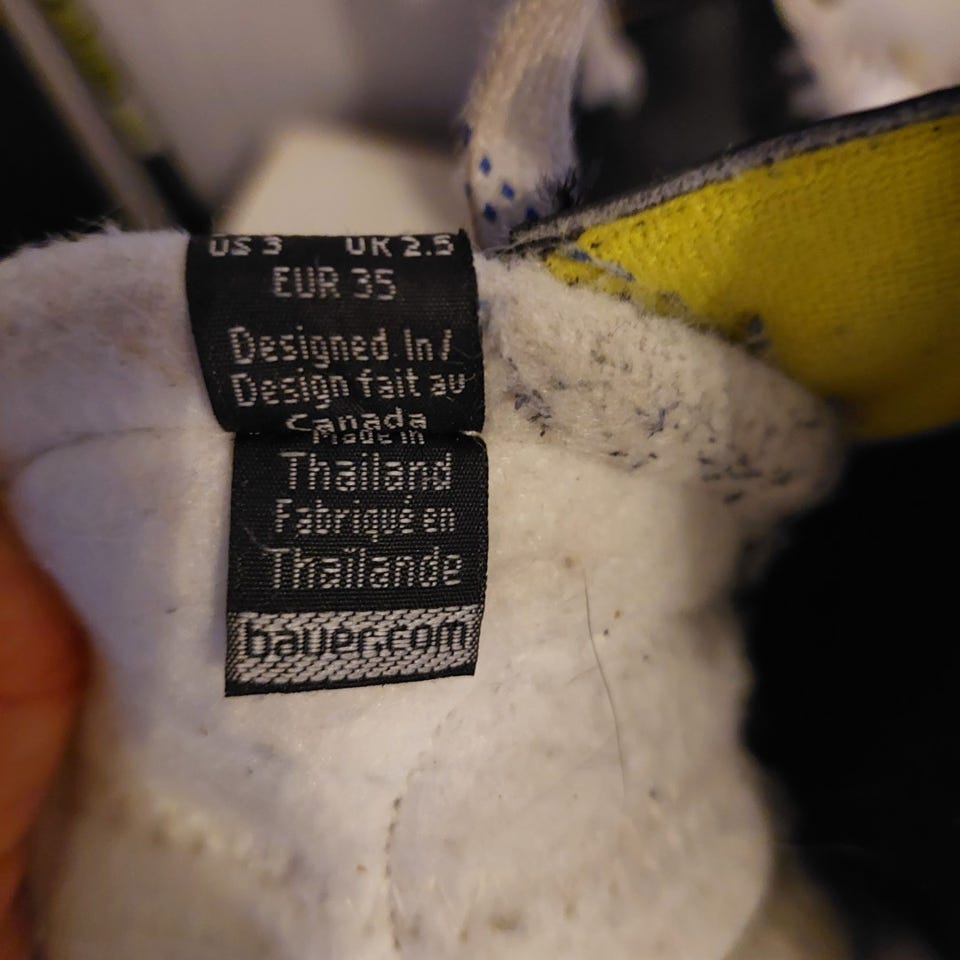 US 3 UK 2.5
EUR 35
Designed In/
Design fait au
Canada
Made in
Thailand
Fabriqué en
Thaïlande
bauer.com